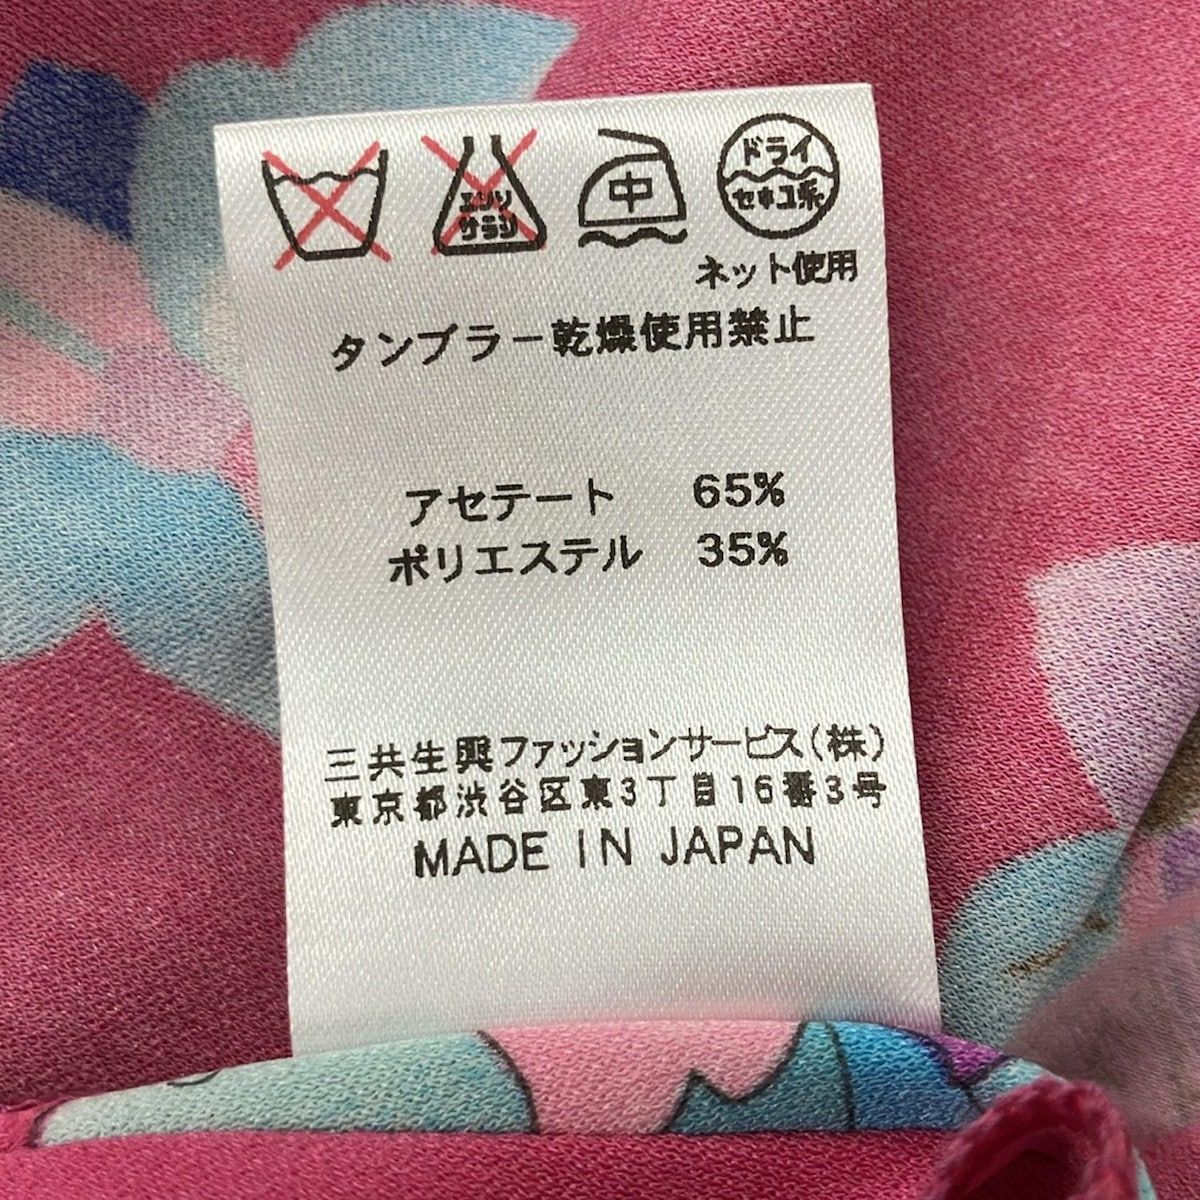 エンソ
サラシ
中
ドライ
セキユ系
ネット使用
タンブラー乾燥使用禁止
アセテート 65%
ポリエステル 35%
三共生興ファッションサービス(株)
東京都渋谷区東3丁目16番3号
MADE IN JAPAN